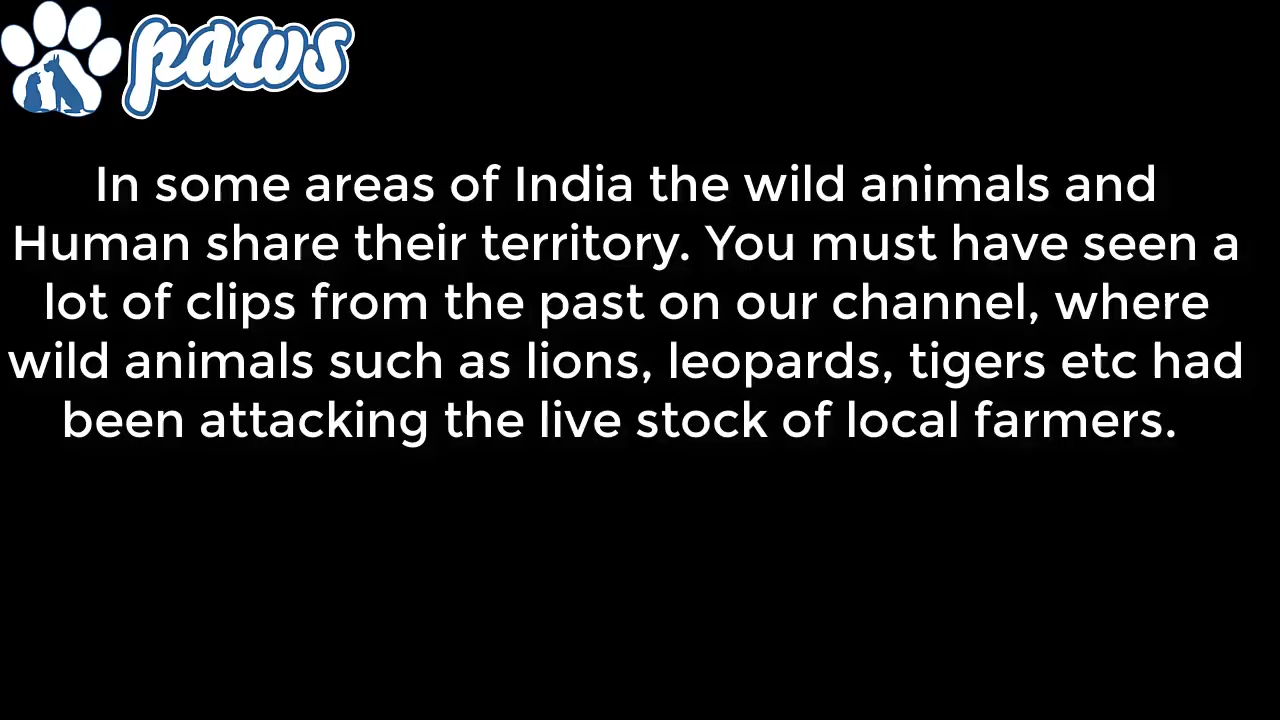 paws
In some areas of India the wild animals and
Human share their territory. You must have seen a
lot of clips from the past on our channel, where
wild animals such as lions, leopards, tigers etc had
been attacking the live stock of local farmers.